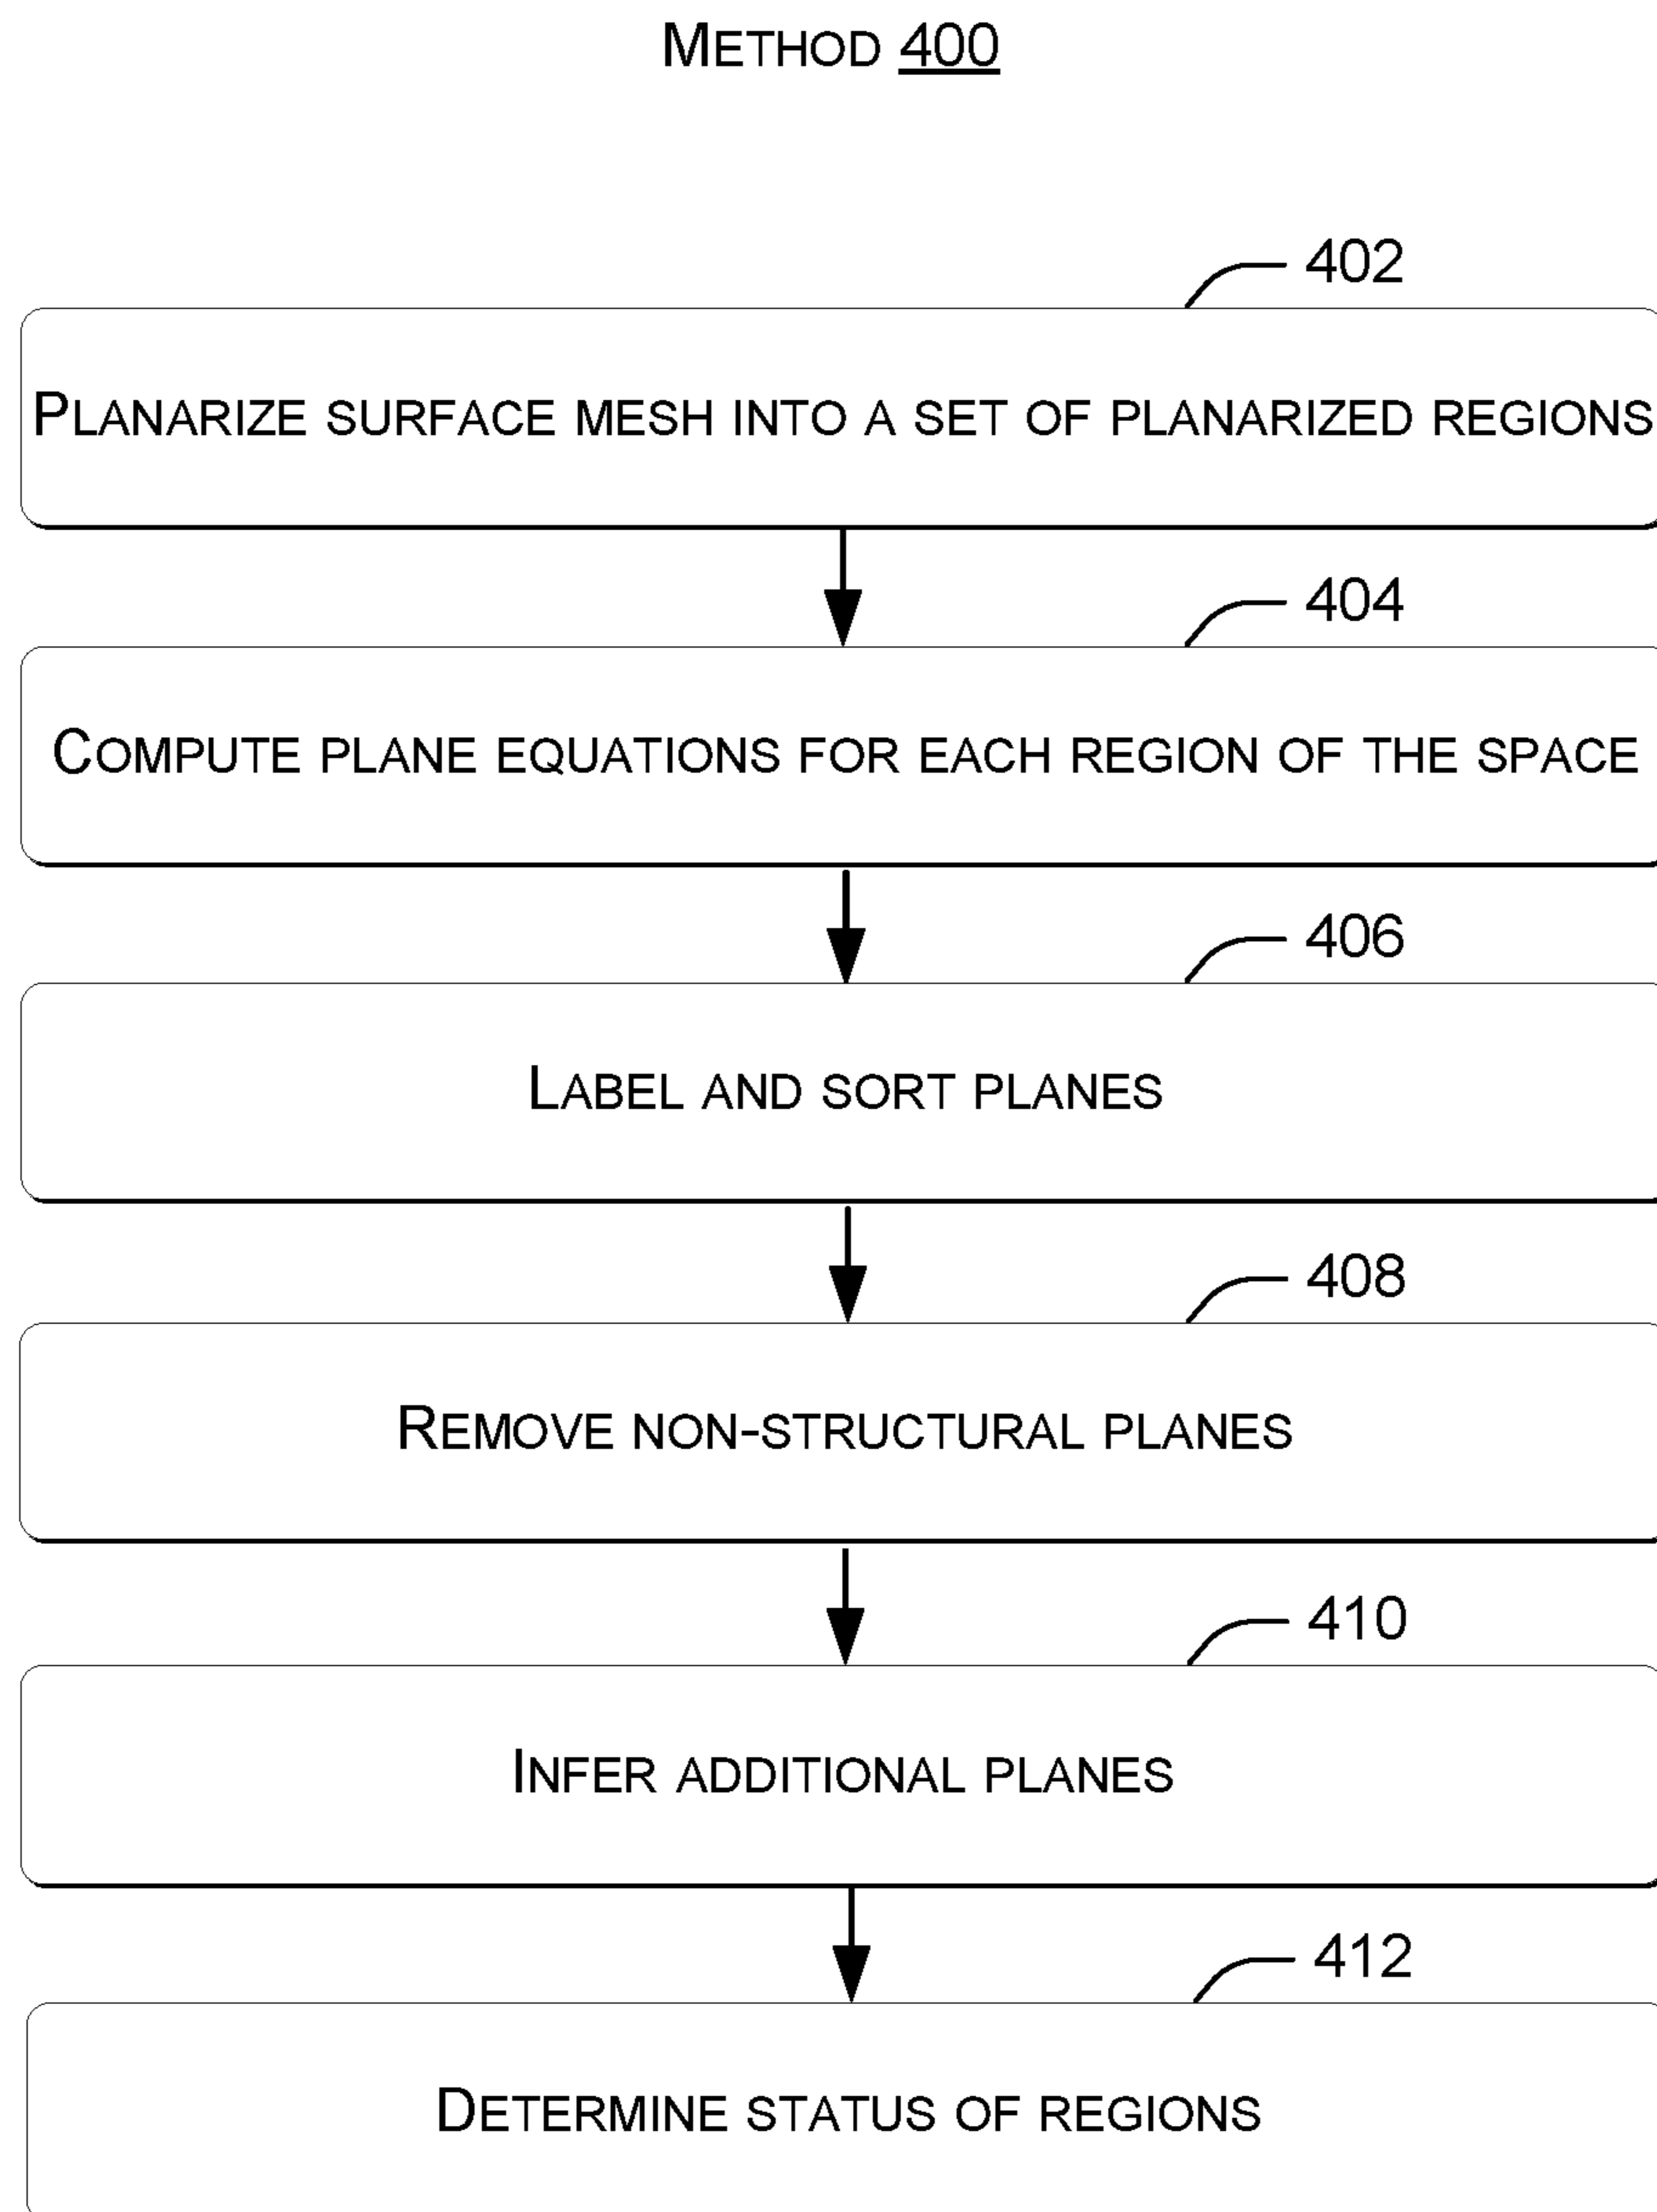 METHOD 400
402
PLANARIZE SURFACE MESH INTO A SET OF PLANARIZED REGIONS
404
COMPUTE PLANE EQUATIONS FOR EACH REGION OF THE SPACE
406
LABEL AND SORT PLANES
408
REMOVE NON-STRUCTURAL PLANES
410
INFER ADDITIONAL PLANES
412
DETERMINE STATUS OF REGIONS